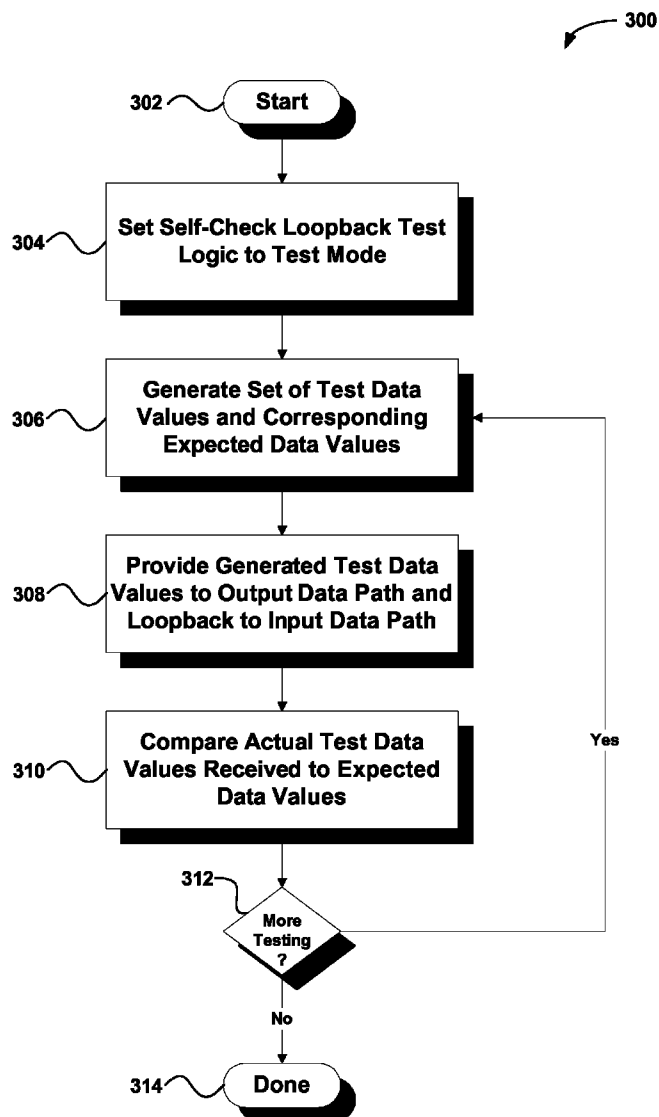 300
302
Start
304
Set Self-Check Loopback Test
Logic to Test Mode
306
Generate Set of Test Data
Values and Corresponding
Expected Data Values
308
Provide Generated Test Data
Values to Output Data Path and
Loopback to Input Data Path
310
Compare Actual Test Data
Values Received to Expected
Data Values
Yes
312
More
Testing
?
No
314
Done